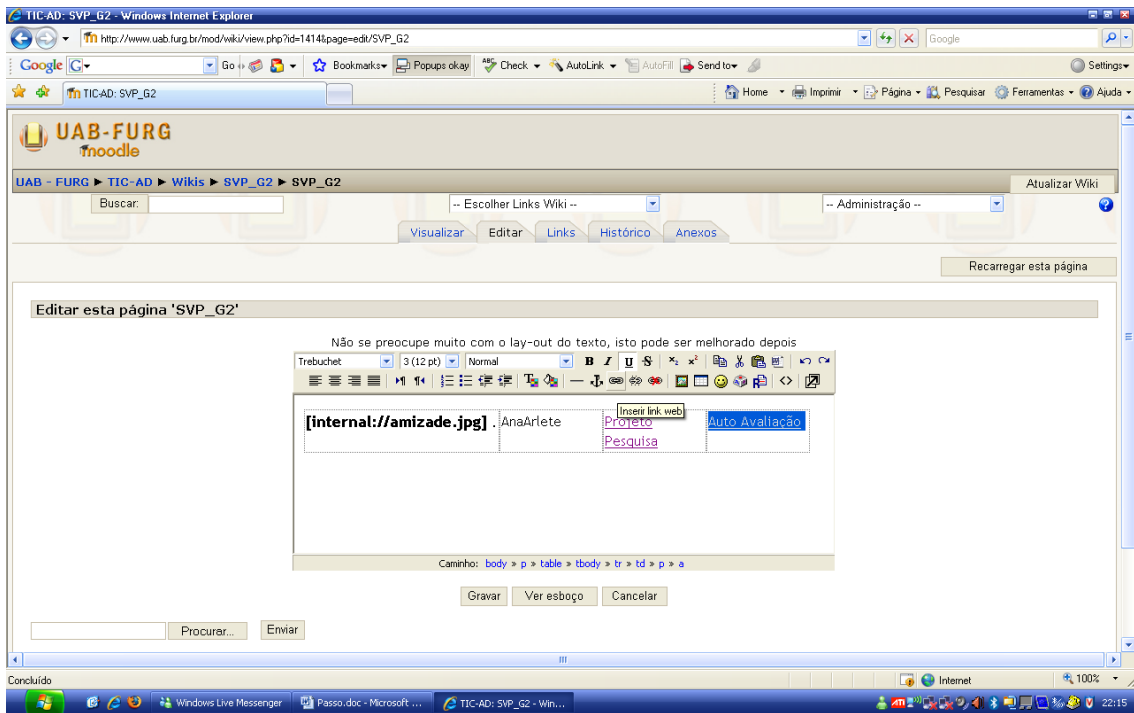 TIC-AD: SVP_G2 - Windows Internet Explorer
http://www.uab.furg.br/mod/wiki/view.php?id=1414&page=edit/SVP_G2
Google
Google G Go Bookmarks Popups okay Check AutoLink AutoFill Send to Settings
TIC-AD: SVP_G2
Home Imprimir Página Pesquisar Ferramentas Ajuda
UAB-FURG
moodle
UAB - FURG ► TIC-AD ► Wikis ► SVP_G2 ► SVP_G2
Atualizar Wiki
Buscar:
-- Escolher Links Wiki --
-- Administração --
Visualizar Editar Links Histórico Anexos
Recarregar esta página
Editar esta página 'SVP_G2'
Não se preocupe muito com o lay-out do texto, isto pode ser melhorado depois
Trebuchet 3 (12 pt) Normal B I U S x₂ x²
Inserir link web
[internal://amizade.jpg] . AnaArlete Projeto Auto Avaliação
Pesquisa
Caminho: body » p » table » tbody » tr » td » p » a
Gravar Ver esboço Cancelar
Procurar... Enviar
Concluído Internet 100%
Windows Live Messenger Passo.doc - Microsoft ... TIC-AD: SVP_G2 - Win... 22:15